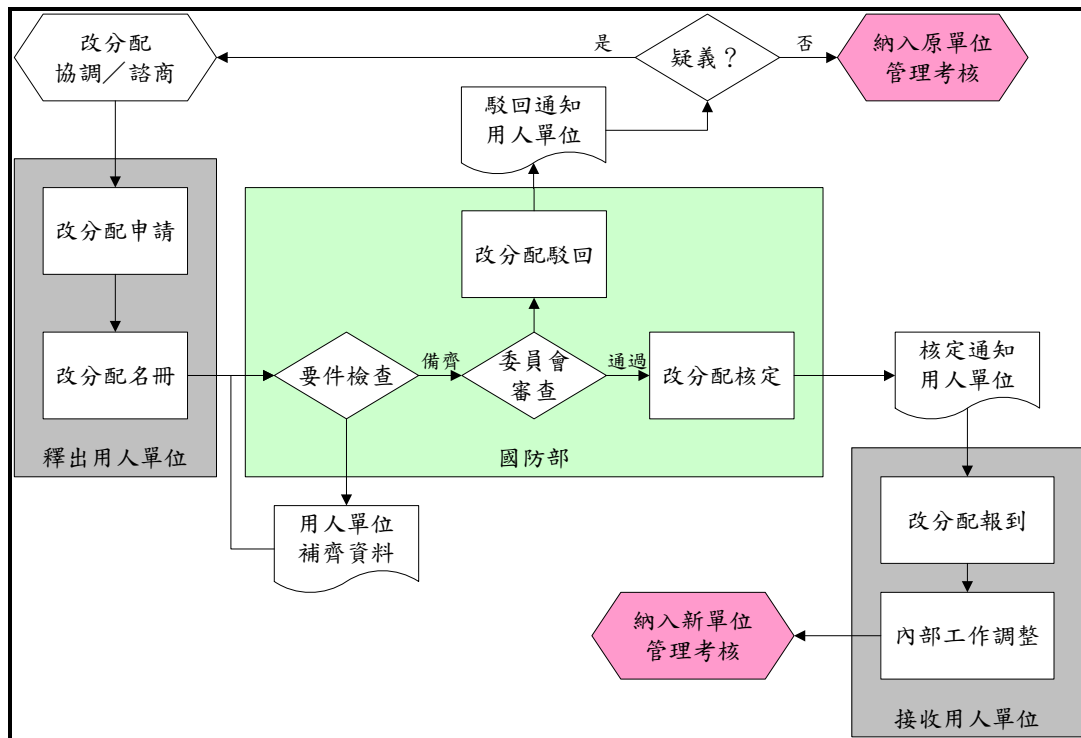 改分配
協調／諮商
是
疑義？
否
納入原單位
管理考核
駁回通知
用人單位
改分配申請
改分配駁回
改分配名冊
要件檢查
備齊
委員會
審查
通過
改分配核定
核定通知
用人單位
釋出用人單位
國防部
用人單位
補齊資料
改分配報到
納入新單位
管理考核
內部工作調整
接收用人單位